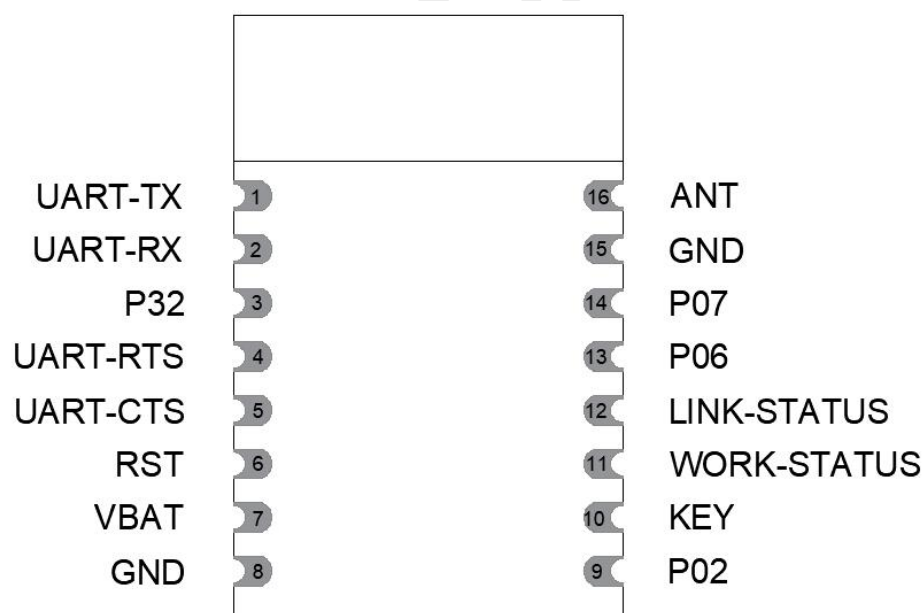 UART-TX 1 16 ANT
UART-RX 2 15 GND
P32 3 14 P07
UART-RTS 4 13 P06
UART-CTS 5 12 LINK-STATUS
RST 6 11 WORK-STATUS
VBAT 7 10 KEY
GND 8 9 P02